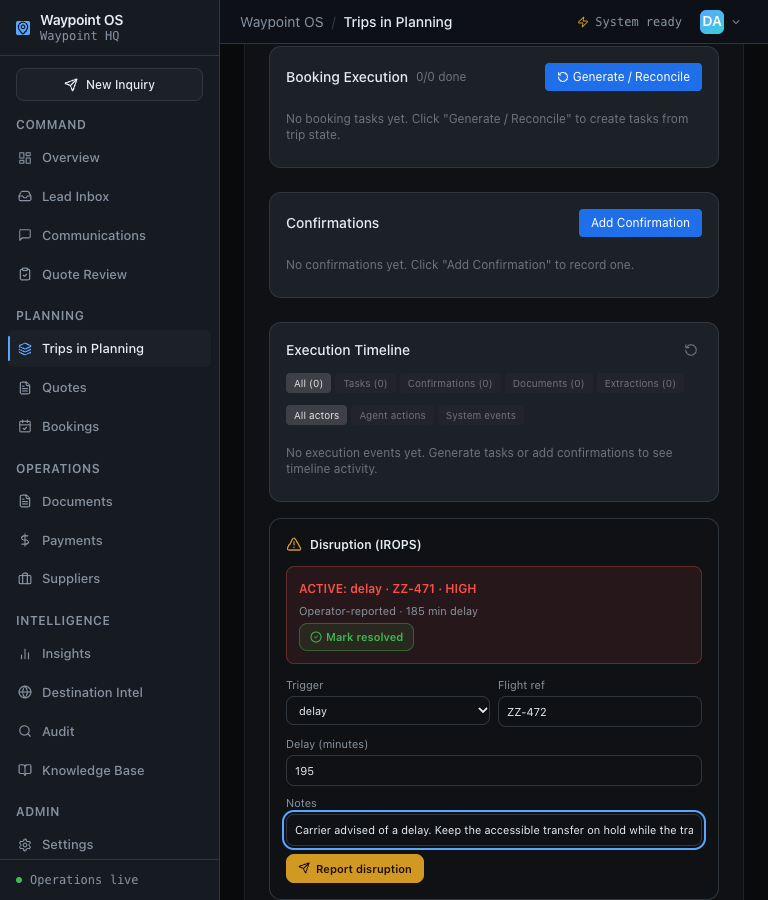 Waypoint OS
Waypoint HQ
New Inquiry
COMMAND
Overview
Lead Inbox
Communications
Quote Review
PLANNING
Trips in Planning
Quotes
Bookings
OPERATIONS
Documents
Payments
Suppliers
INTELLIGENCE
Insights
Destination Intel
Audit
Knowledge Base
ADMIN
Settings
Operations live
Waypoint OS / Trips in Planning
System ready
DA
Booking Execution 0/0 done
Generate / Reconcile
No booking tasks yet. Click "Generate / Reconcile" to create tasks from
trip state.
Confirmations
Add Confirmation
No confirmations yet. Click "Add Confirmation" to record one.
Execution Timeline
All (0) Tasks (0) Confirmations (0) Documents (0) Extractions (0)
All actors Agent actions System events
No execution events yet. Generate tasks or add confirmations to see
timeline activity.
Disruption (IROPS)
ACTIVE: delay · ZZ-471 · HIGH
Operator-reported · 185 min delay
Mark resolved
Trigger
delay
Flight ref
ZZ-472
Delay (minutes)
195
Notes
Carrier advised of a delay. Keep the accessible transfer on hold while the tra
Report disruption